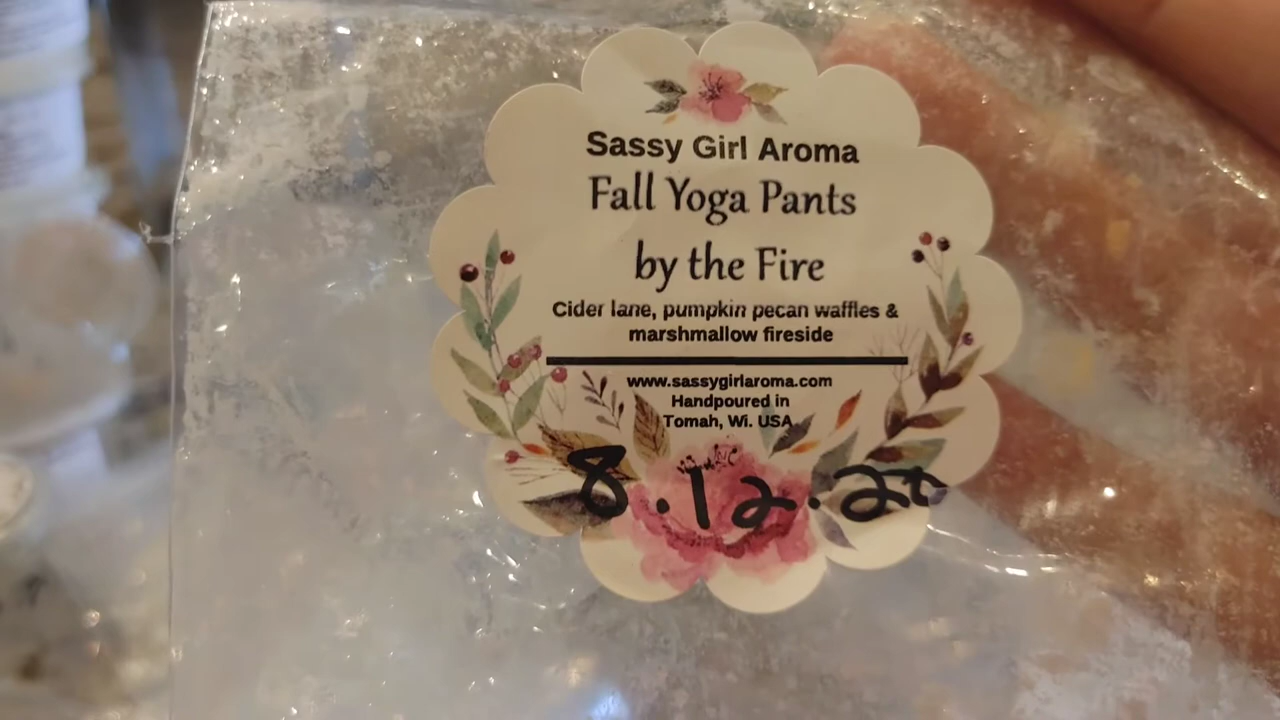 Sassy Girl Aroma
Fall Yoga Pants
by the Fire
Cider lane, pumpkin pecan waffles &
marshmallow fireside
www.sassygirlaroma.com
Handpoured in
Tomah, Wi. USA
8.12.20